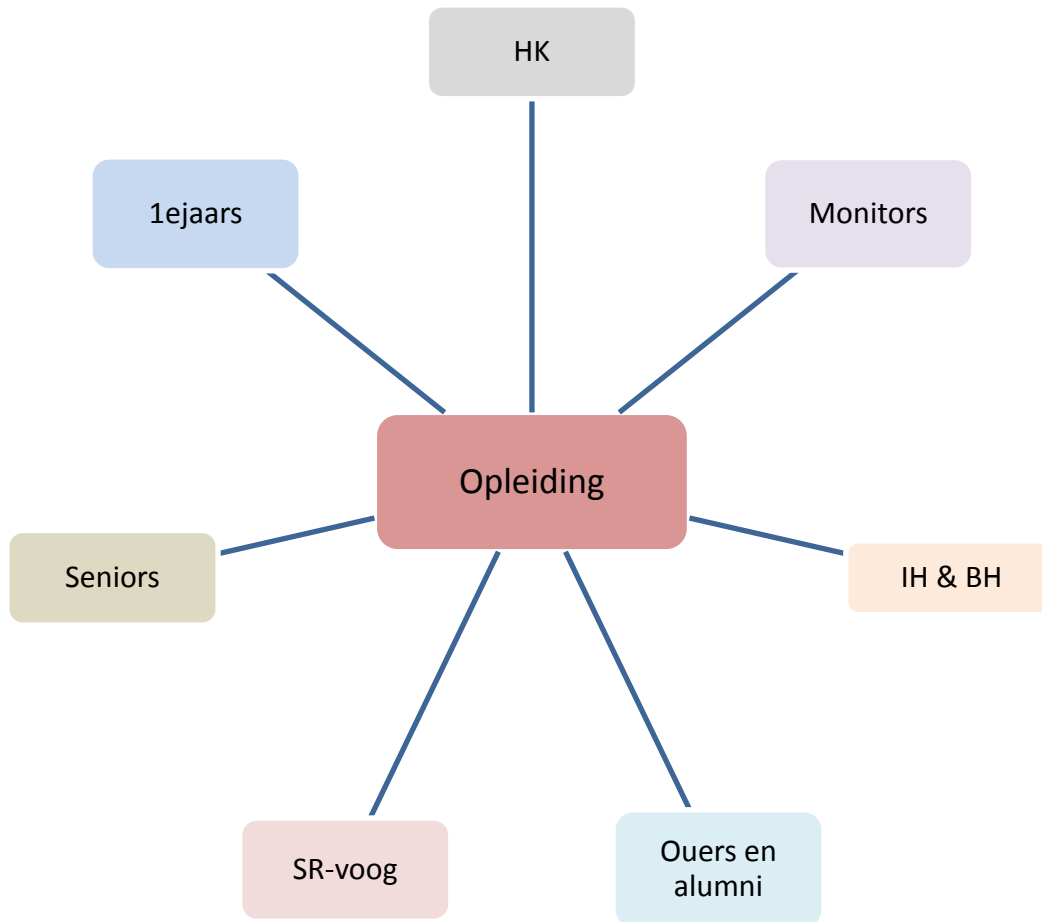 HK
1ejaars
Monitors
Opleiding
Seniors
IH & BH
SR-voog
Ouers en
alumni